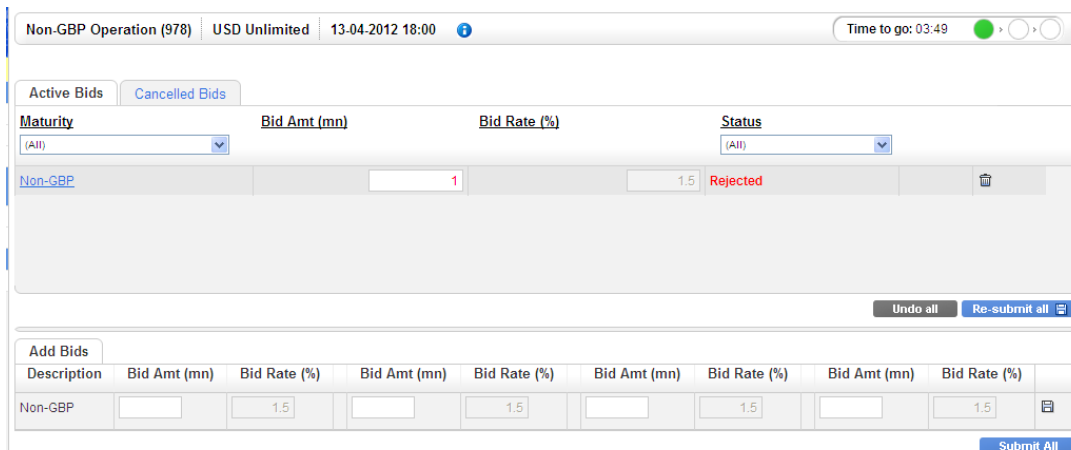 Non-GBP Operation (978) USD Unlimited 13-04-2012 18:00 Time to go: 03:49
Active Bids Cancelled Bids
Maturity Bid Amt (mn) Bid Rate (%) Status
(All) (All)
Non-GBP 1 1.5 Rejected
Undo all Re-submit all
Add Bids
Description Bid Amt (mn) Bid Rate (%) Bid Amt (mn) Bid Rate (%) Bid Amt (mn) Bid Rate (%) Bid Amt (mn) Bid Rate (%)
Non-GBP 1.5 1.5 1.5 1.5
Submit All